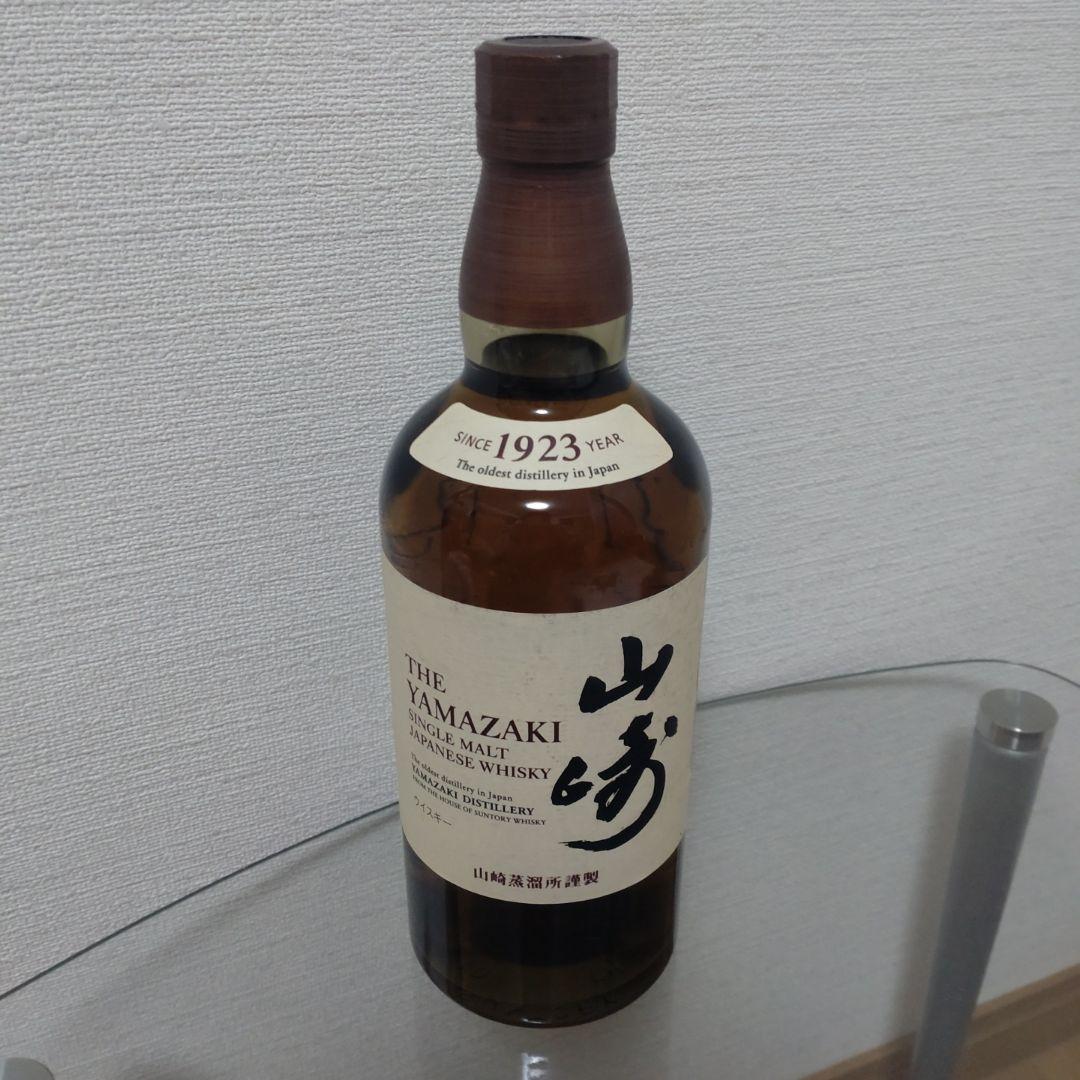 SINCE 1923 YEAR
The oldest distillery in Japan
THE
YAMAZAKI
SINGLE MALT
JAPANESE WHISKY
The oldest distillery in Japan
YAMAZAKI DISTILLERY
FROM THE HOUSE OF SUNTORY WHISKY
ウイスキー
山崎
山崎蒸溜所謹製